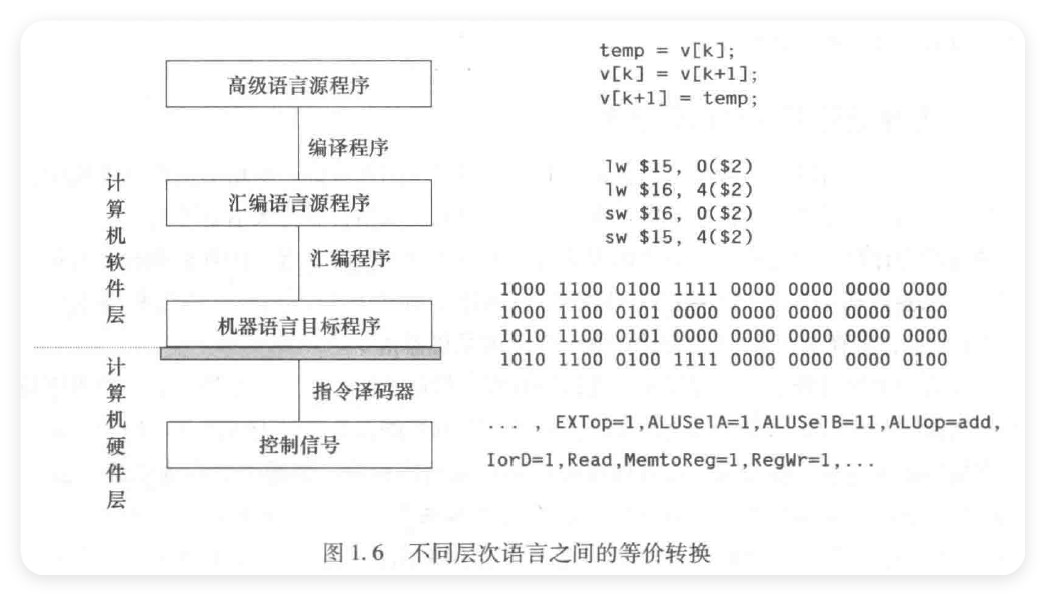 高级语言源程序
temp = v[k];
v[k] = v[k+1];
v[k+1] = temp;
编译程序
计算机软件层
汇编语言源程序
lw $15, 0($2)
lw $16, 4($2)
sw $16, 0($2)
sw $15, 4($2)
汇编程序
机器语言目标程序
1000 1100 0100 1111 0000 0000 0000 0000
1000 1100 0101 0000 0000 0000 0000 0100
1010 1100 0101 0000 0000 0000 0000 0000
1010 1100 0100 1111 0000 0000 0000 0100
计算机硬件层
指令译码器
控制信号
... , EXTop=1,ALUSelA=1,ALUSelB=11,ALUop=add,
IorD=1,Read,MemtoReg=1,RegWr=1,...
图 1.6 不同层次语言之间的等价转换